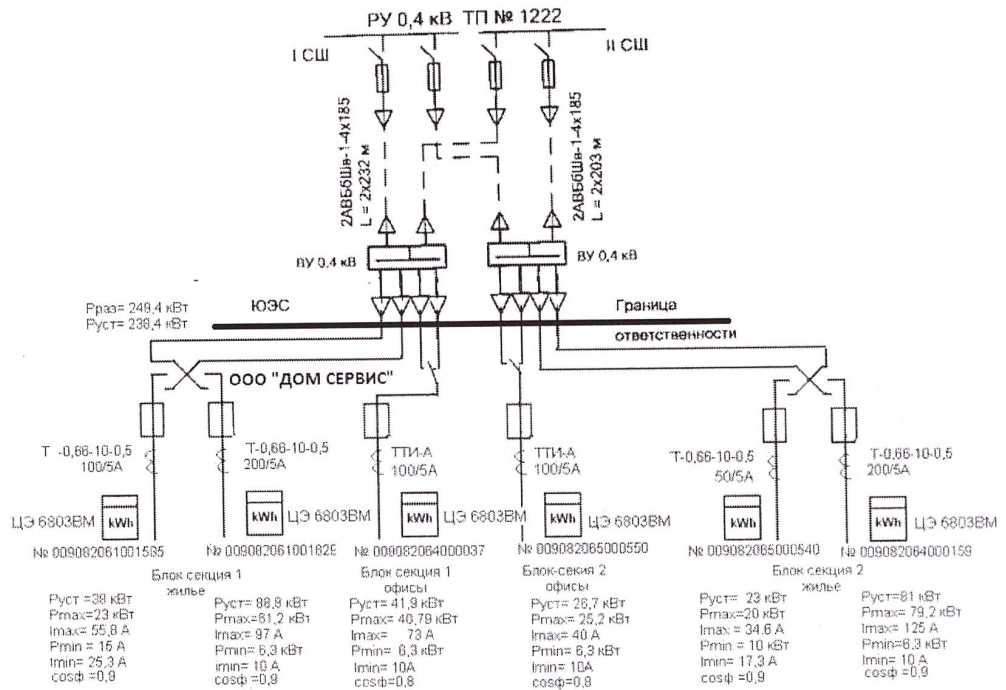 РУ 0,4 кВ ТП № 1222
I СШ
II СШ
2АВБбШв-1-4х185
L = 2х232 м
2АВБбШв-1-4х185
L = 2х203 м
ВУ 0,4 кВ
ВУ 0,4 кВ
Рраз= 249,4 кВт
Руст= 238,4 кВт
ЮЭС
Граница
ответственности
ООО "ДОМ СЕРВИС"
Т -0,66-10-0,5
100/5А
Т-0,66-10-0,5
200/5А
ТТИ-А
100/5А
ТТИ-А
100/5А
Т-0,66-10-0,5
50/5А
Т-0,66-10-0,5
200/5А
ЦЭ 6803ВМ
kWh
kWh
ЦЭ 6803ВМ
kWh
ЦЭ 6803ВМ
kWh
ЦЭ 6803ВМ
kWh
ЦЭ 6803ВМ
kWh
ЦЭ 6803ВМ
№ 0090820610015б5
№ 009082061001828
№ 009082064000037
№ 009082065000550
№ 009082065000540
№ 009082064000159
Блок секция 1
жилье
Блок секция 1
офисы
Блок-секия 2
офисы
Блок секция 2
жилье
Руст =38 кВт
Рmax=23 кВт
Imax= 55,8 А
Рmin = 15 А
Imin= 25,3 А
cosф =0,9
Руст= 88,8 кВт
Рmax=61,2 кВт
Imax= 97 А
Рmin= 6,3 кВт
imin= 10 А
cosф =0,9
Руст= 41,9 кВт
Рmax= 40,79 кВт
Imax= 73 А
Pmin= 6,3 кВт
Imin= 10А
cosф=0,8
Руст= 26,7 кВт
Рmax= 25,2 кВт
Imax= 40 А
Рmin= 6,3 кВт
Imin= 10А
cosф=0,8
Руст= 23 кВт
Рmax=20 кВт
Imax = 34.6 А
Рmin = 10 кВт
Imin= 17,3 А
cosф =0,9
Руст=81 кВт
Рmax= 79,2 кВт
Imax= 125 А
Рmin=6,3 кВт
Imin= 10 А
cosф =0,9